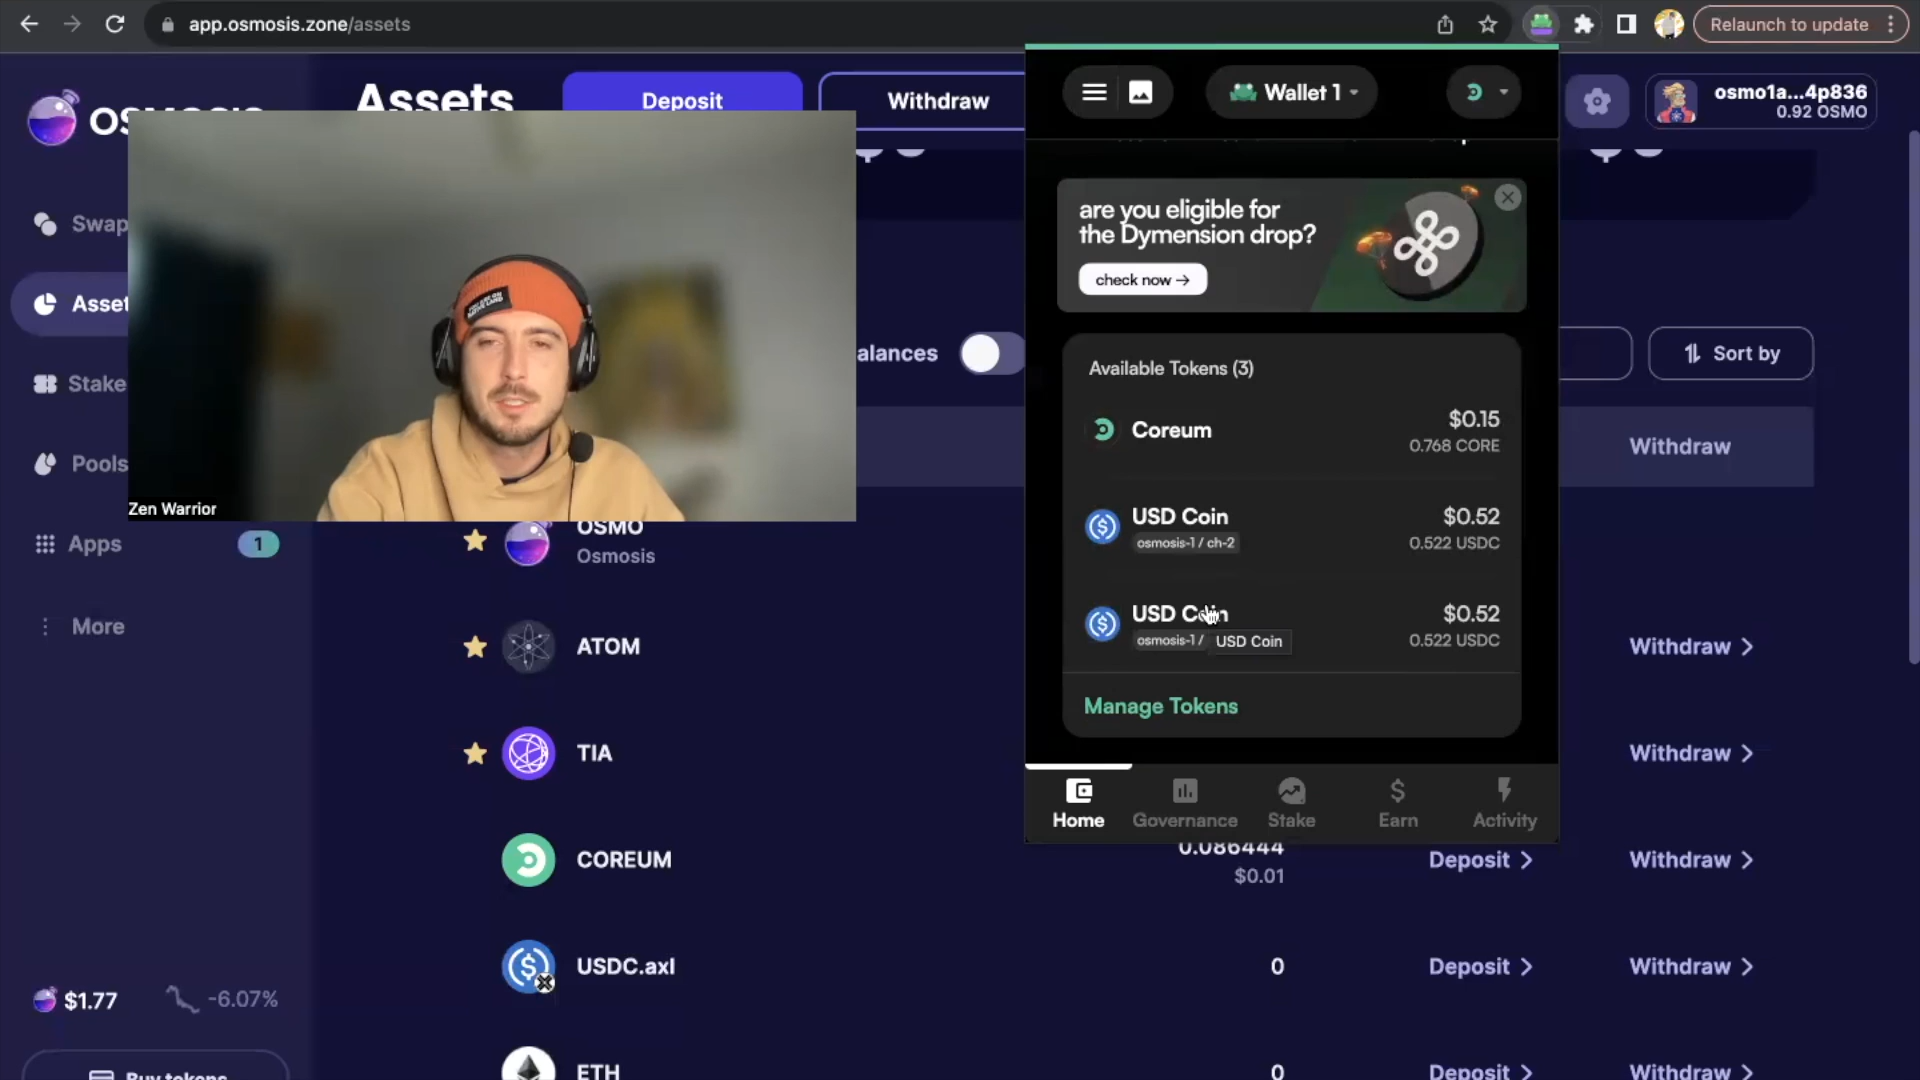 app.osmosis.zone/assets
Relaunch to update
Assets
Deposit
Withdraw
Wallet 1
osmo1a...4p836
0.92 OSMO
Swap
are you eligible for
the Dymension drop?
check now →
Asset
alances
Sort by
Available Tokens (3)
Stake
Coreum
$0.15
0.768 CORE
Withdraw
Pools
Zen Warrior
USD Coin
$0.52
osmosis-1 / ch-2
0.522 USDC
OSMO
Osmosis
Apps
1
USD Coin
$0.52
osmosis-1 /
USD Coin
0.522 USDC
More
ATOM
Withdraw
Manage Tokens
TIA
Withdraw
Home
Governance
Stake
Earn
Activity
COREUM
0.086444
$0.01
Deposit
Withdraw
USDC.axl
0
Deposit
Withdraw
$1.77
-6.07%
Buy tokens
ETH
0
Deposit
Withdraw